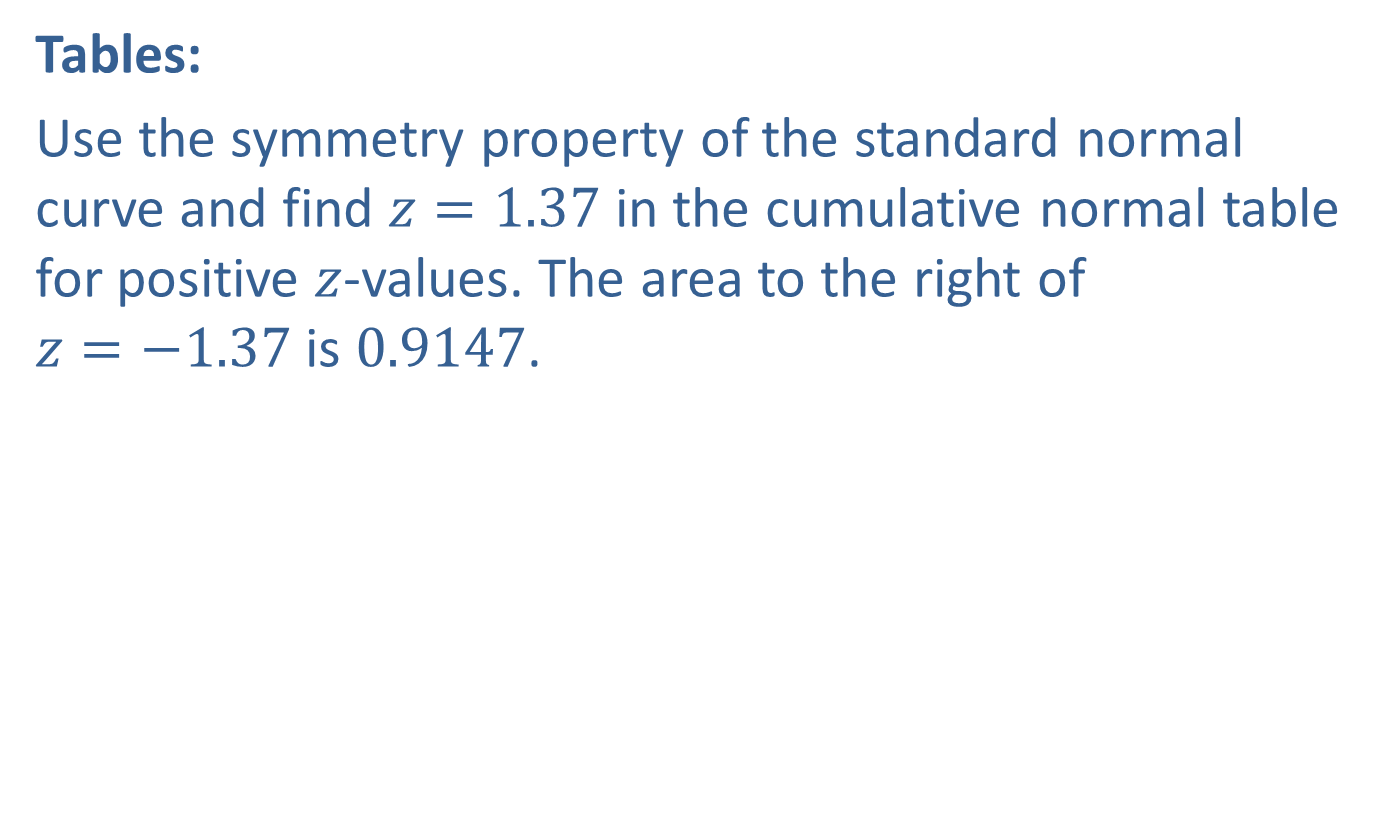 Tables:
Use the symmetry property of the standard normal
curve and find 𝑧 = 1.37 in the cumulative normal table
for positive 𝑧-values. The area to the right of
𝑧 = −1.37 is 0.9147.